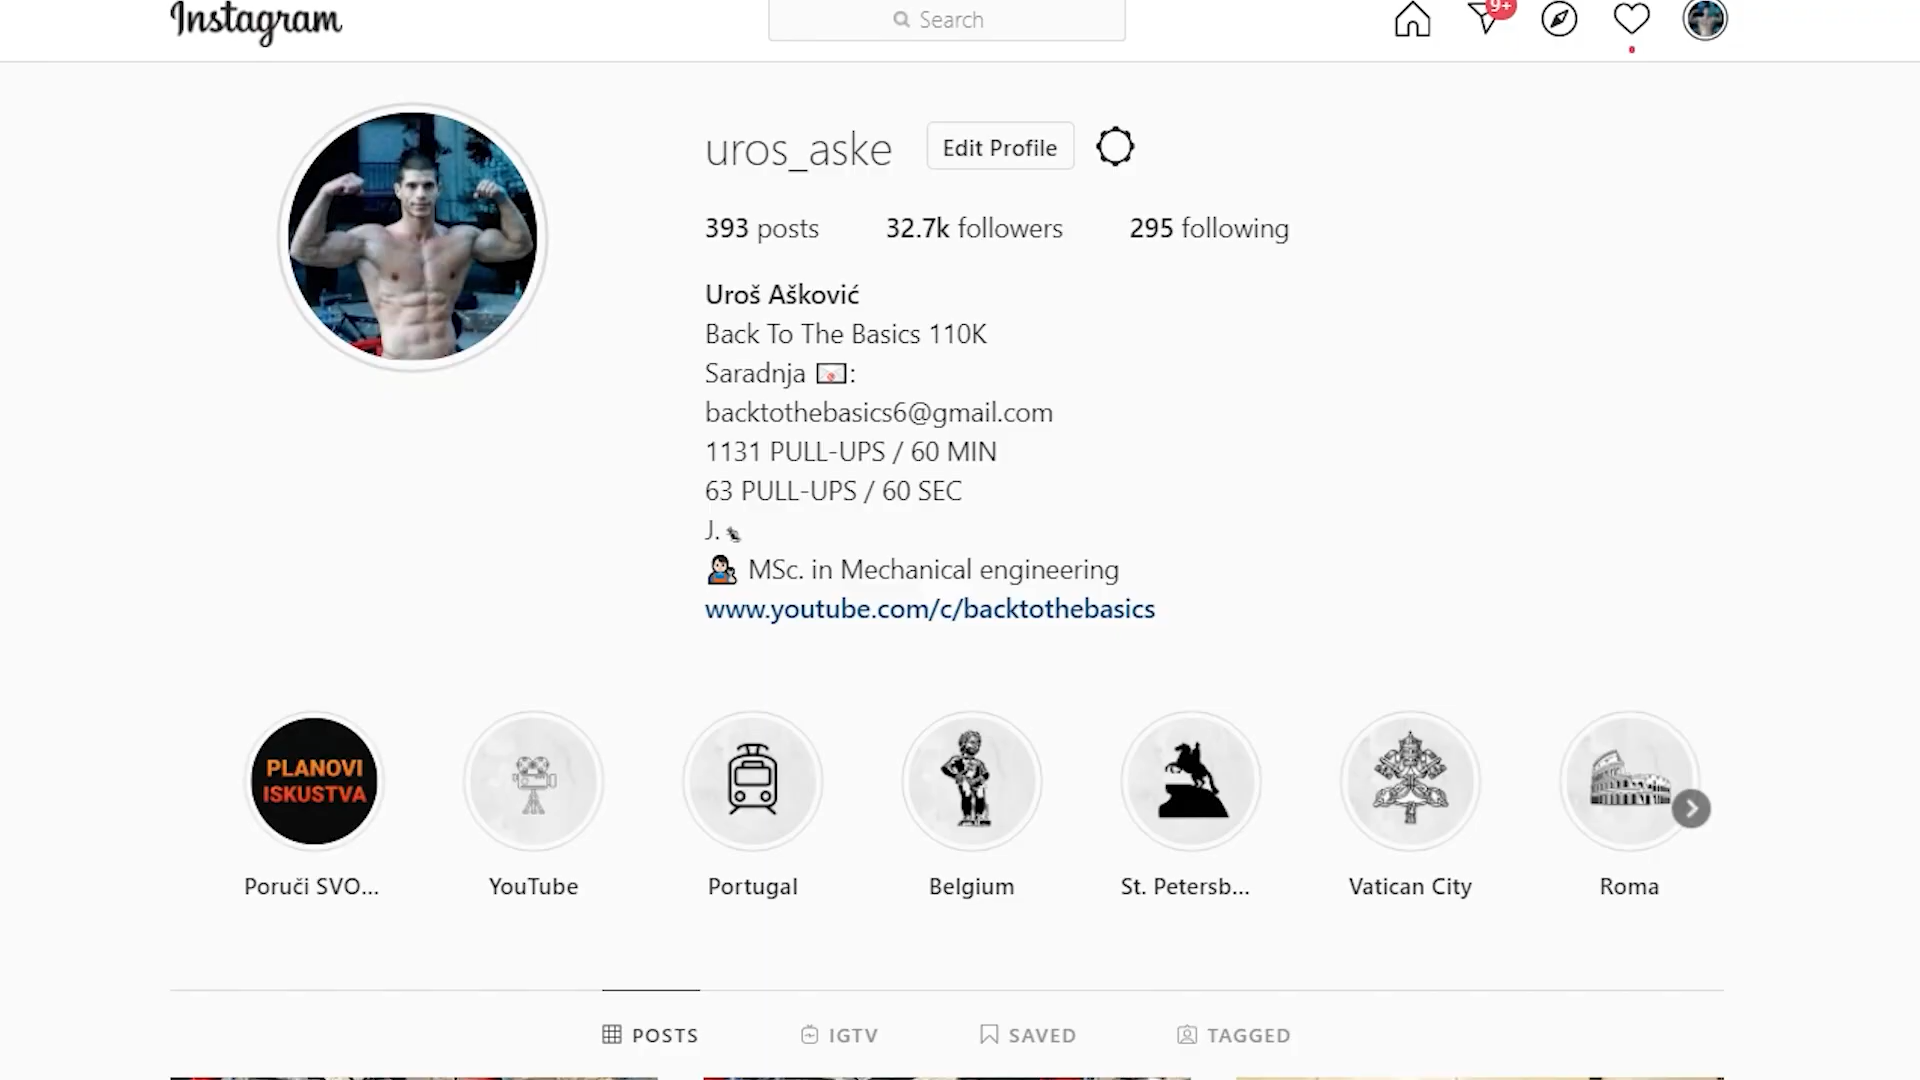 Instagram
Search
9+
uros_aske
Edit Profile
393 posts
32.7k followers
295 following
Uroš Ašković
Back To The Basics 110K
Saradnja 💌:
backtothebasics6@gmail.com
1131 PULL-UPS / 60 MIN
63 PULL-UPS / 60 SEC
J.
MSc. in Mechanical engineering
www.youtube.com/c/backtothebasics
PLANOVI
ISKUSTVA
Poruči SVO...
YouTube
Portugal
Belgium
St. Petersb...
Vatican City
Roma
POSTS
IGTV
SAVED
TAGGED